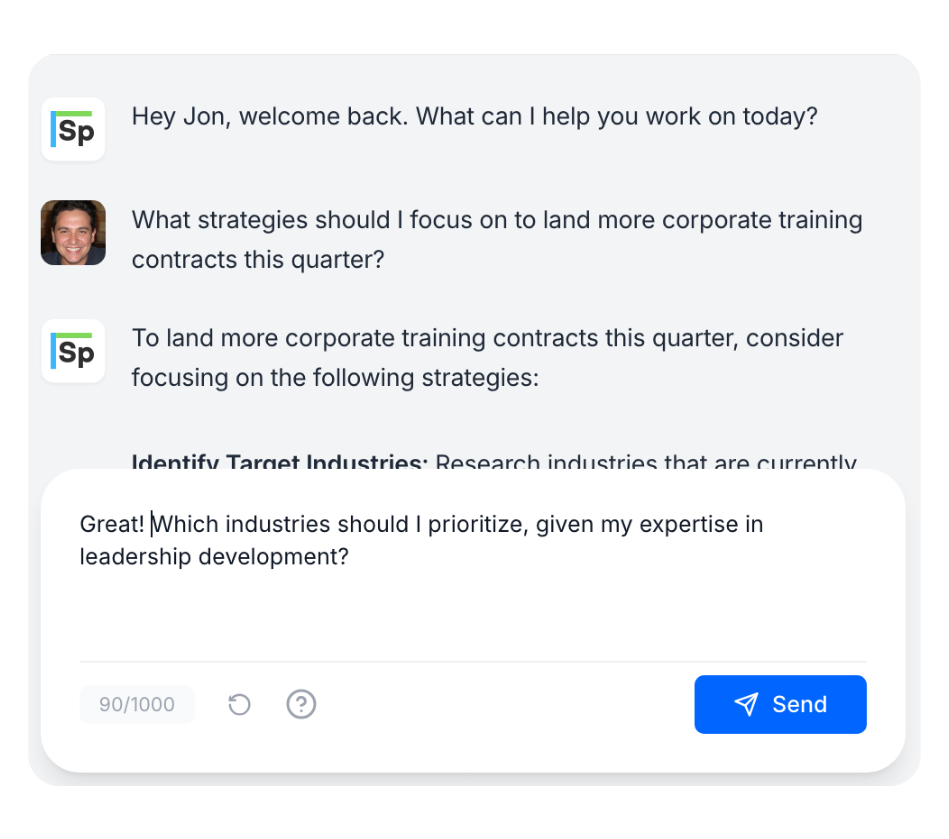 Sp
Hey Jon, welcome back. What can I help you work on today?
What strategies should I focus on to land more corporate training
contracts this quarter?
Sp
To land more corporate training contracts this quarter, consider
focusing on the following strategies:
Identify Target Industries: Research industries that are currently
Great! Which industries should I prioritize, given my expertise in
leadership development?
90/1000
Send